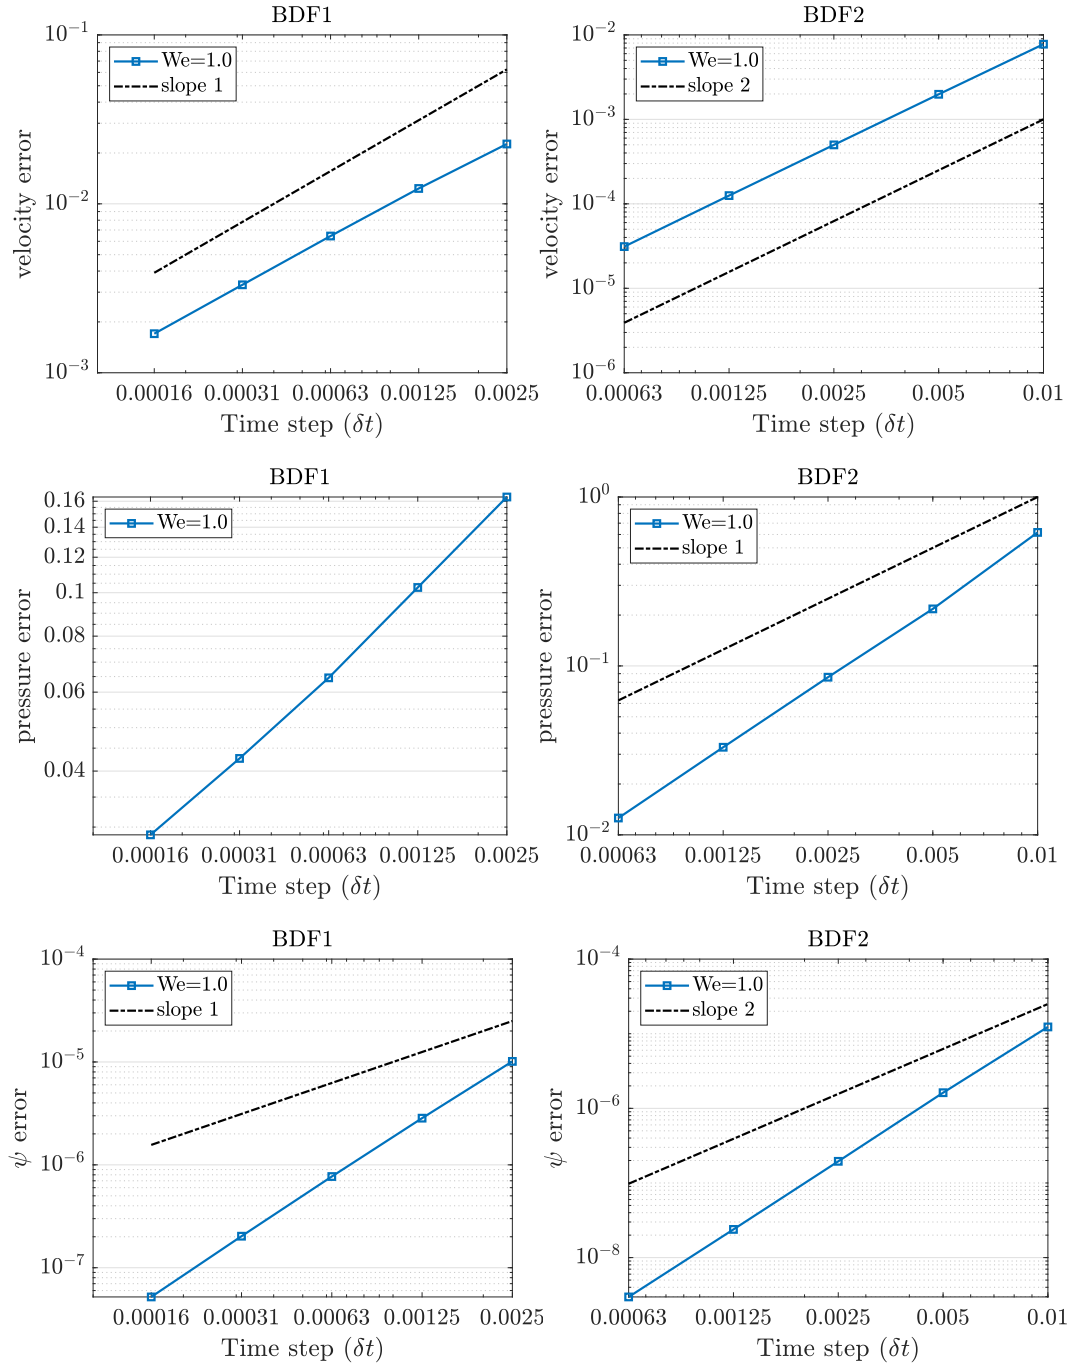 BDF1
10^-1
We=1.0
slope 1
10^-2
10^-3
velocity error
0.00016 0.00031 0.00063 0.00125 0.0025
Time step (δt)
BDF2
10^-2
We=1.0
slope 2
10^-3
10^-4
10^-5
10^-6
velocity error
0.00063 0.00125 0.0025 0.005 0.01
Time step (δt)
BDF1
0.16
We=1.0
0.14
0.12
0.1
0.08
0.06
0.04
pressure error
0.00016 0.00031 0.00063 0.00125 0.0025
Time step (δt)
BDF2
10^0
We=1.0
slope 1
10^-1
10^-2
pressure error
0.00063 0.00125 0.0025 0.005 0.01
Time step (δt)
BDF1
10^-4
We=1.0
slope 1
10^-5
10^-6
10^-7
ψ error
0.00016 0.00031 0.00063 0.00125 0.0025
Time step (δt)
BDF2
10^-4
We=1.0
slope 2
10^-6
10^-8
ψ error
0.00063 0.00125 0.0025 0.005 0.01
Time step (δt)